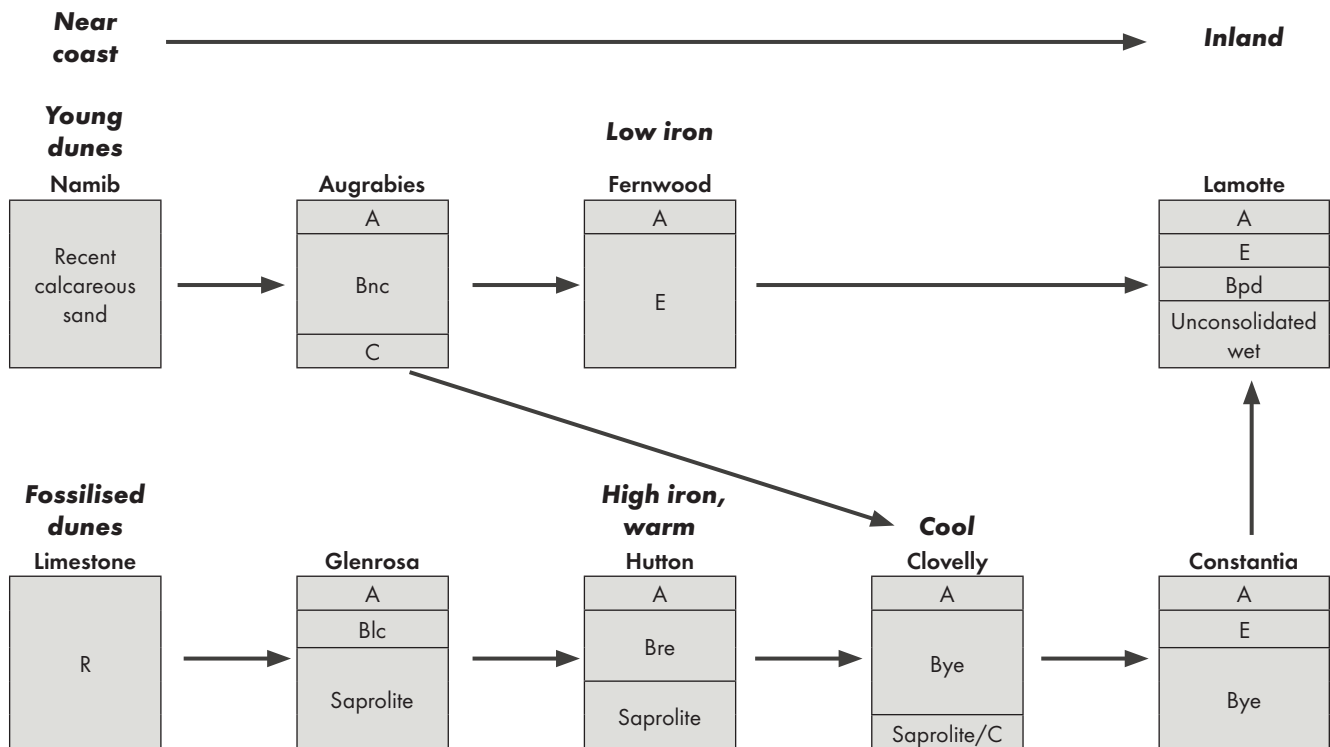 Near
coast
Inland
Young
dunes
Low iron
Namib
Augrabies
Fernwood
Lamotte
Recent
calcareous
sand
A
Bnc
C
A
E
A
E
Bpd
Unconsolidated
wet
Fossilised
dunes
High iron,
warm
Cool
Limestone
Glenrosa
Hutton
Clovelly
Constantia
R
A
Blc
Saprolite
A
Bre
Saprolite
A
Bye
Saprolite/C
A
E
Bye